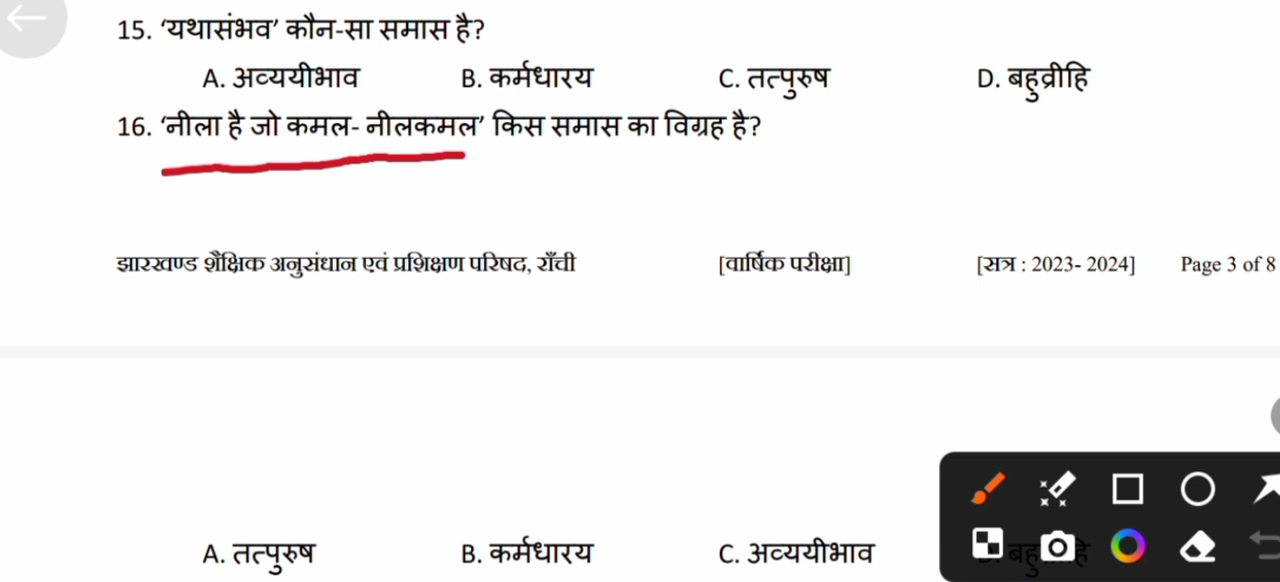 15. ‘यथासंभव’ कौन-सा समास है?
A. अव्ययीभाव B. कर्मधारय C. तत्पुरुष D. बहुव्रीहि
16. ‘नीला है जो कमल- नीलकमल’ किस समास का विग्रह है?
झारखण्ड शैक्षिक अनुसंधान एवं प्रशिक्षण परिषद, राँची [वार्षिक परीक्षा] [सत्र : 2023- 2024] Page 3 of 8
A. तत्पुरुष B. कर्मधारय C. अव्ययीभाव